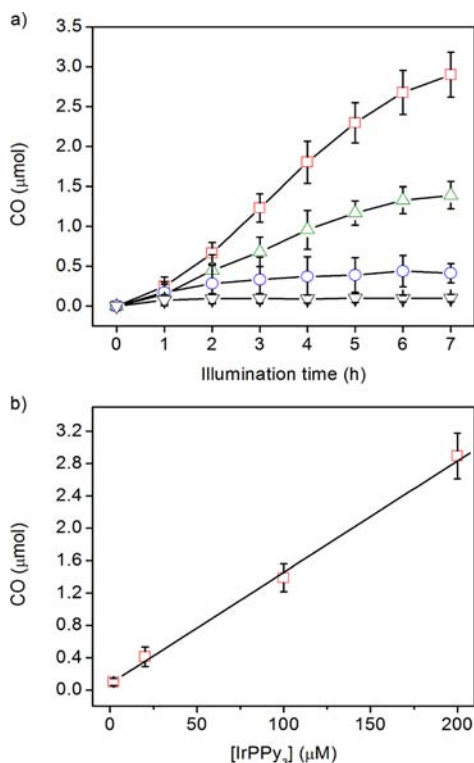 a)
3.5
3.0
2.5
2.0
1.5
1.0
0.5
0.0
CO (μmol)
0 1 2 3 4 5 6 7
Illumination time (h)
b)
3.2
2.8
2.4
2.0
1.6
1.2
0.8
0.4
0.0
CO (μmol)
0 50 100 150 200
[IrPPy₃] (μM)